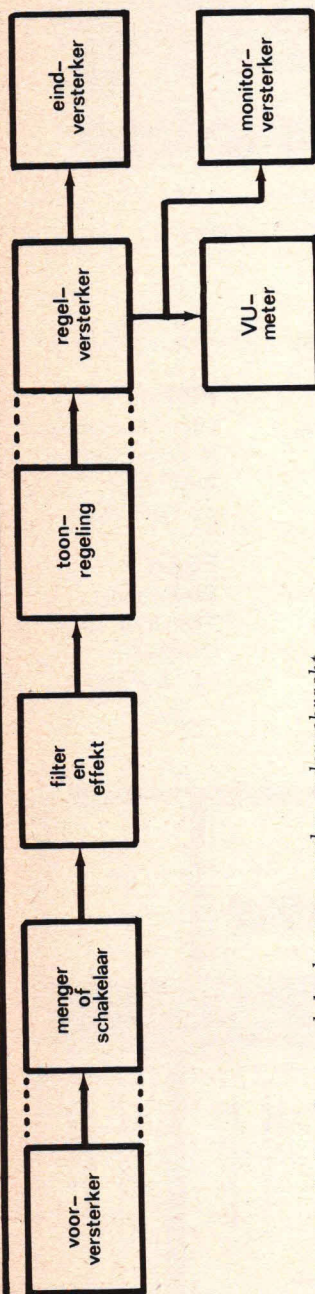 voor-
versterker
menger
of
schakelaar
filter
en
effekt
toon-
regeling
regel-
versterker
eind-
versterker
VU-
meter
monitor-
versterker